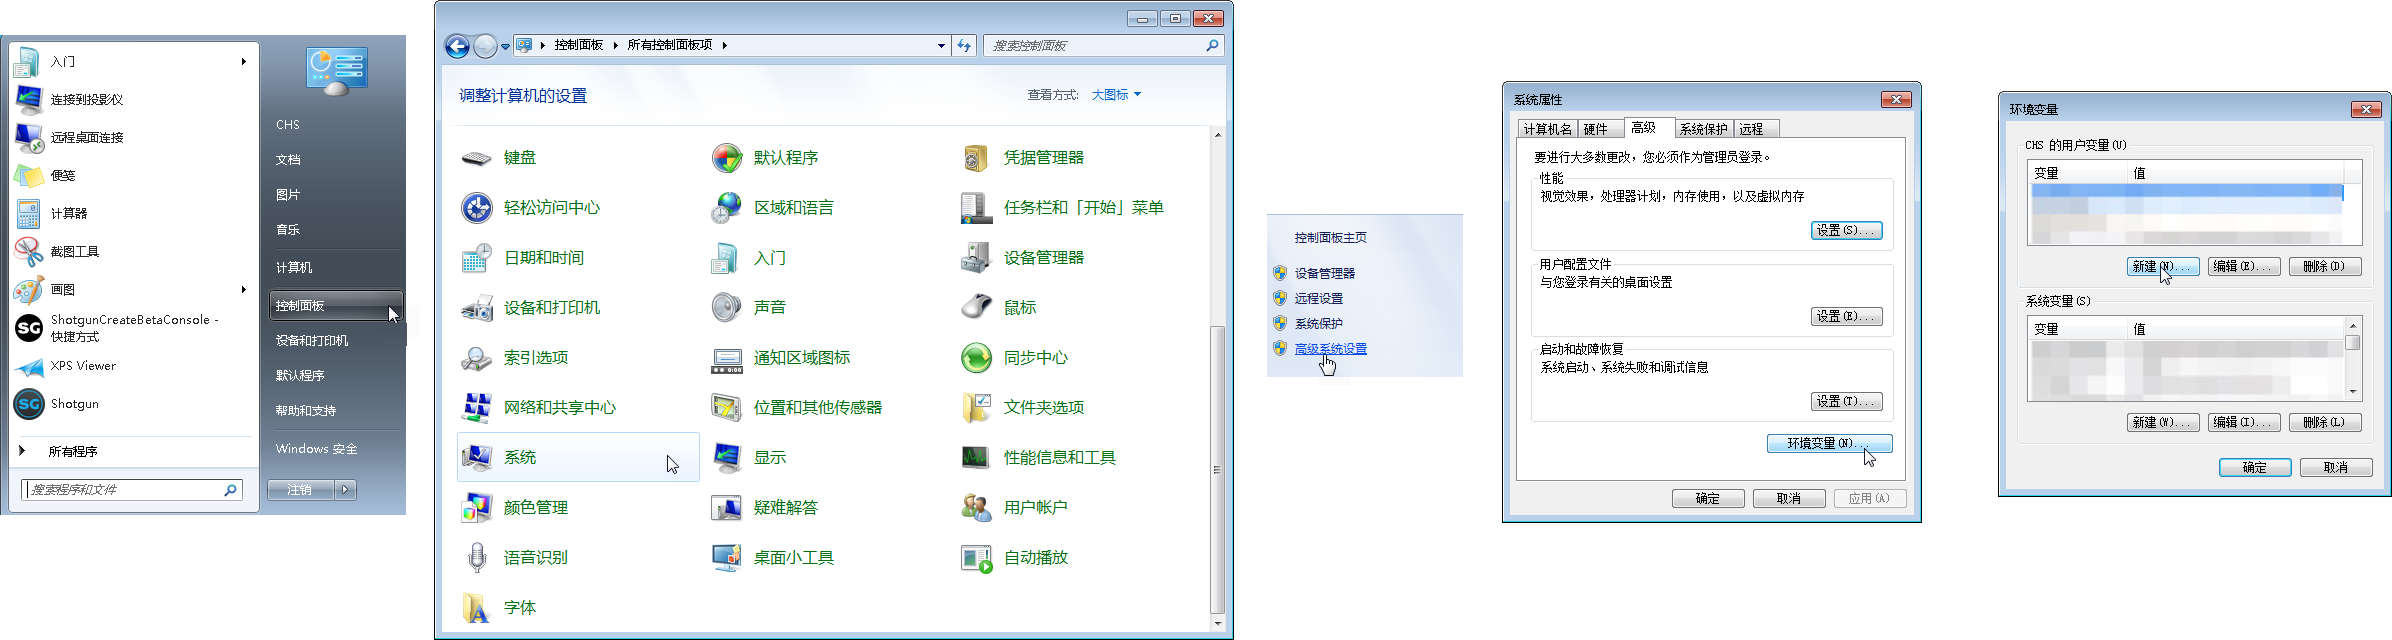 入门
连接到投影仪
远程桌面连接
便笺
计算器
截图工具
画图
ShotgunCreateBetaConsole -
快捷方式
XPS Viewer
Shotgun
所有程序
搜索程序和文件
CHS
文档
图片
音乐
计算机
控制面板
设备和打印机
默认程序
帮助和支持
Windows 安全
注销
控制面板 所有控制面板项
搜索控制面板
调整计算机的设置
查看方式: 大图标
键盘 默认程序 凭据管理器
轻松访问中心 区域和语言 任务栏和「开始」菜单
日期和时间 入门 设备管理器
设备和打印机 声音 鼠标
索引选项 通知区域图标 同步中心
网络和共享中心 位置和其他传感器 文件夹选项
系统 显示 性能信息和工具
颜色管理 疑难解答 用户帐户
语音识别 桌面小工具 自动播放
字体
控制面板主页
设备管理器
远程设置
系统保护
高级系统设置
系统属性
计算机名 硬件 高级 系统保护 远程
要进行大多数更改，您必须作为管理员登录。
性能
视觉效果，处理器计划，内存使用，以及虚拟内存
设置(S)...
用户配置文件
与您登录有关的桌面设置
设置(E)...
启动和故障恢复
系统启动、系统失败和调试信息
设置(T)...
环境变量(N)...
确定 取消 应用(A)
环境变量
CHS 的用户变量(U)
变量 值
新建(N)... 编辑(E)... 删除(D)
系统变量(S)
变量 值
新建(W)... 编辑(I)... 删除(L)
确定 取消